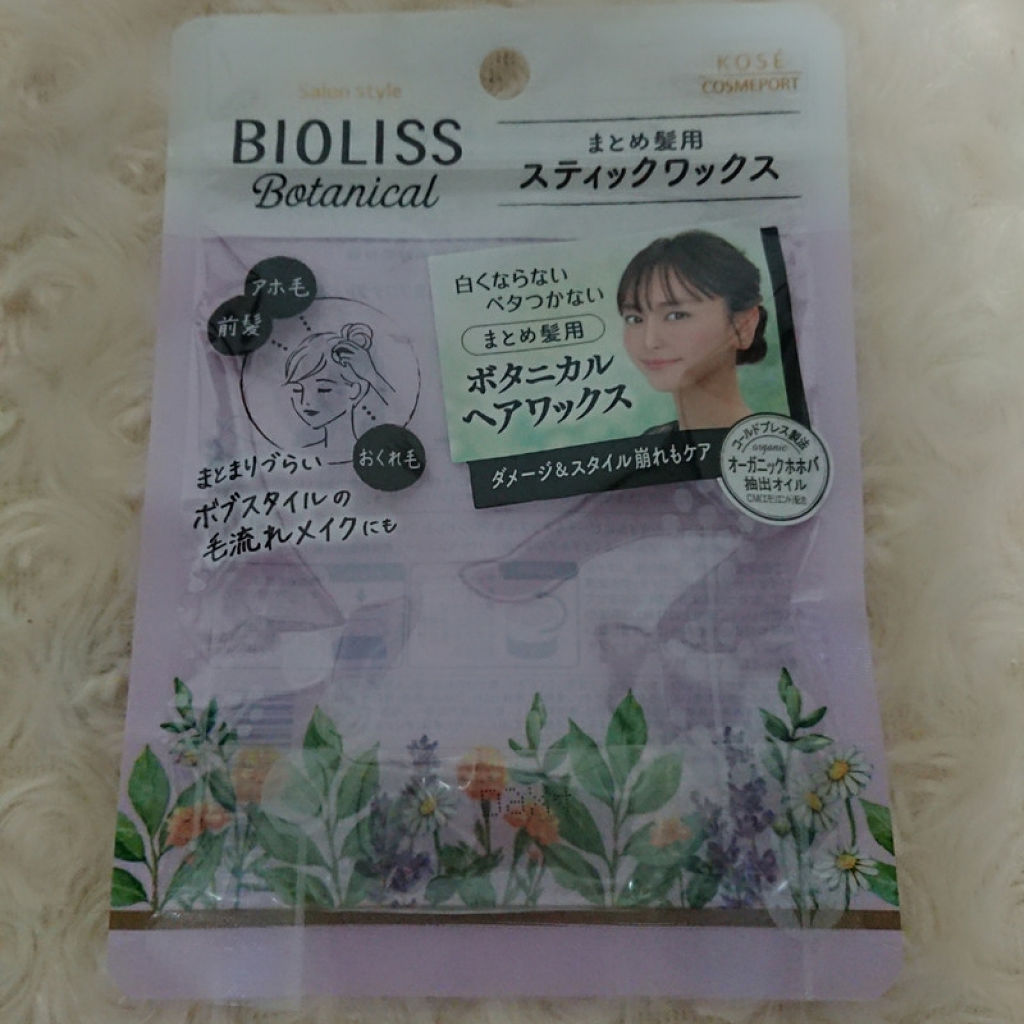 Salon style
BIOLISS
Botanical
KOSÉ
COSMEPORT
まとめ髪用
スティックワックス
アホ毛
前髪
おくれ毛
まとまりづらい
ボブスタイルの
毛流れメイクにも
白くならない
ベタつかない
まとめ髪用
ボタニカル
ヘアワックス
ダメージ&スタイル崩れもケア
コールドプレス製法
organic
オーガニックホホバ
抽出オイル